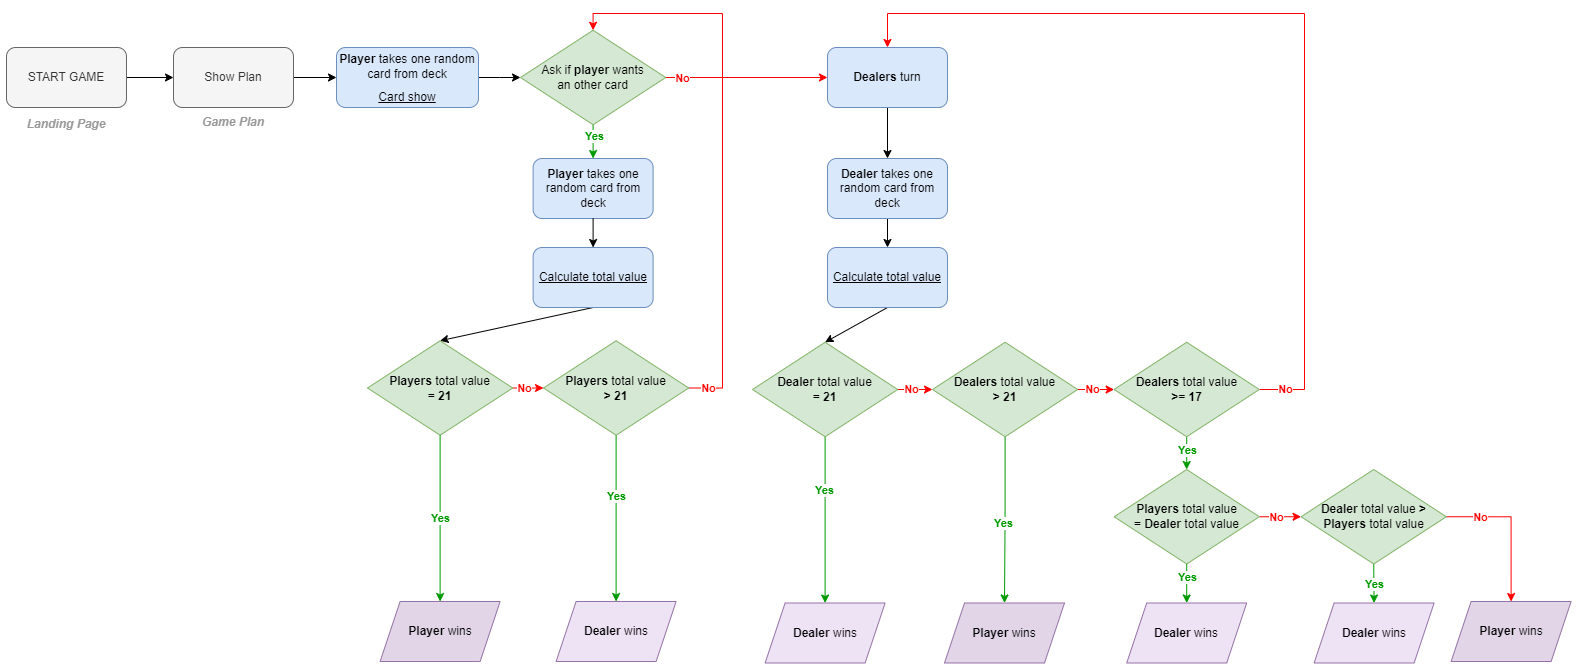 START GAME
Landing Page
Show Plan
Game Plan
Player takes one random
card from deck
Card show
Ask if player wants
an other card
No
Yes
Player takes one
random card from
deck
Calculate total value
Players total value
= 21
No
Players total value
> 21
No
Yes
Yes
Player wins
Dealer wins
Dealers turn
Dealer takes one
random card from
deck
Calculate total value
Dealer total value
= 21
No
Dealers total value
> 21
No
Dealers total value
>= 17
No
Yes
Yes
Yes
Players total value
= Dealer total value
No
Dealer total value >
Players total value
No
Yes
Yes
Dealer wins
Player wins
Dealer wins
Dealer wins
Player wins